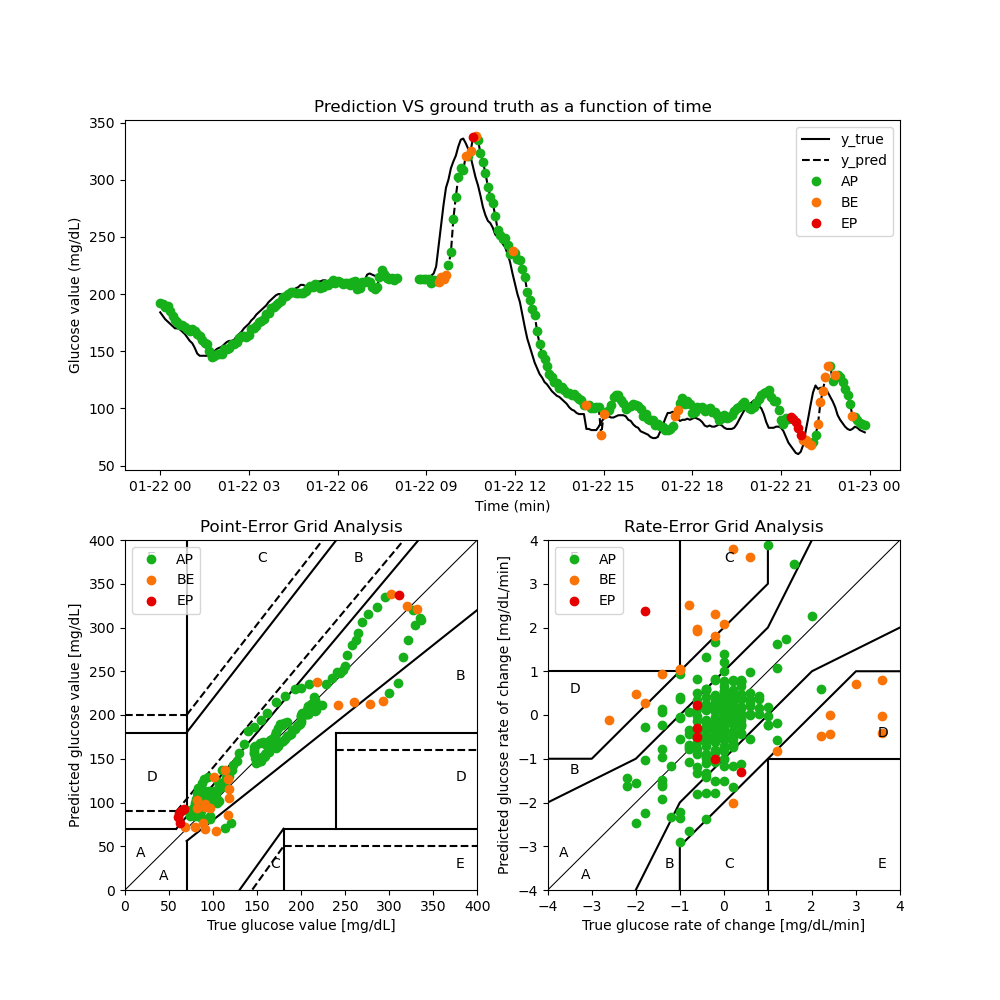 Prediction VS ground truth as a function of time
Glucose value (mg/dL)
350
300
250
200
150
100
50
y_true
y_pred
AP
BE
EP
01-22 00 01-22 03 01-22 06 01-22 09 01-22 12 01-22 15 01-22 18 01-22 21 01-23 00
Time (min)
Point-Error Grid Analysis
Predicted glucose value [mg/dL]
400
350
300
250
200
150
100
50
0
AP
BE
EP
C
B
B
D
D
A
A
C
E
0 50 100 150 200 250 300 350 400
True glucose value [mg/dL]
Rate-Error Grid Analysis
Predicted glucose rate of change [mg/dL/min]
4
3
2
1
0
−1
−2
−3
−4
AP
BE
EP
C
D
D
B
A
A
B
C
E
−4 −3 −2 −1 0 1 2 3 4
True glucose rate of change [mg/dL/min]